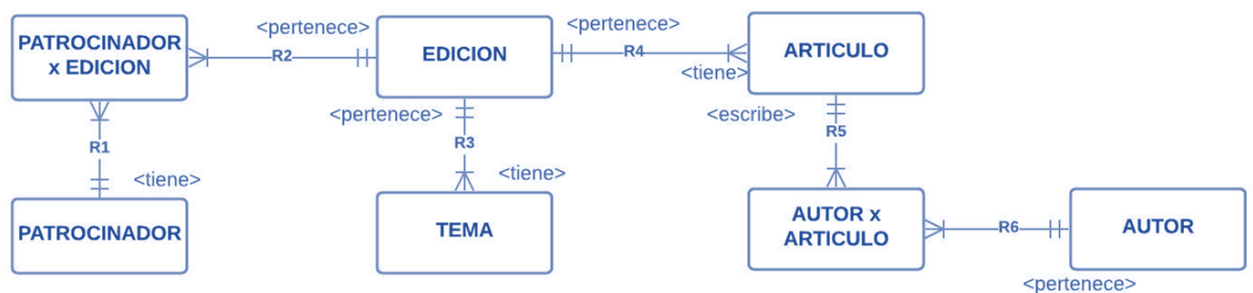 PATROCINADOR
x EDICION
R2
<pertenece>
EDICION
<pertenece>
R4
<tiene>
ARTICULO
R1
<tiene>
PATROCINADOR
<pertenece>
R3
<tiene>
TEMA
<escribe>
R5
AUTOR x
ARTICULO
R6
AUTOR
<pertenece>